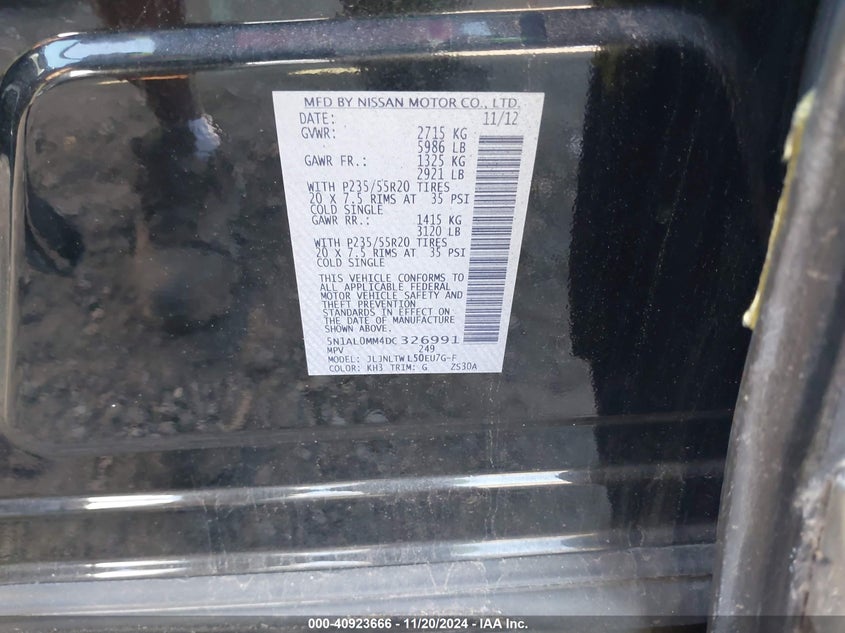 MFD BY NISSAN MOTOR CO., LTD.
DATE: 11/12
GVWR: 2715 KG
5986 LB
GAWR FR.: 1325 KG
2921 LB
WITH P235/55R20 TIRES
20 X 7.5 RIMS AT 35 PSI
COLD SINGLE
GAWR RR.: 1415 KG
3120 LB
WITH P235/55R20 TIRES
20 X 7.5 RIMS AT 35 PSI
COLD SINGLE
THIS VEHICLE CONFORMS TO
ALL APPLICABLE FEDERAL
MOTOR VEHICLE SAFETY AND
THEFT PREVENTION
STANDARDS IN EFFECT ON
THE DATE OF MANUFACTURE
SHOWN ABOVE.
5N1AL0MM4DC326991
MPV 249
MODEL: JLJNLTWL50EU7G-F
COLOR: KH3 TRIM: G ZS30A
000-40923666 - 11/20/2024 - IAA Inc.